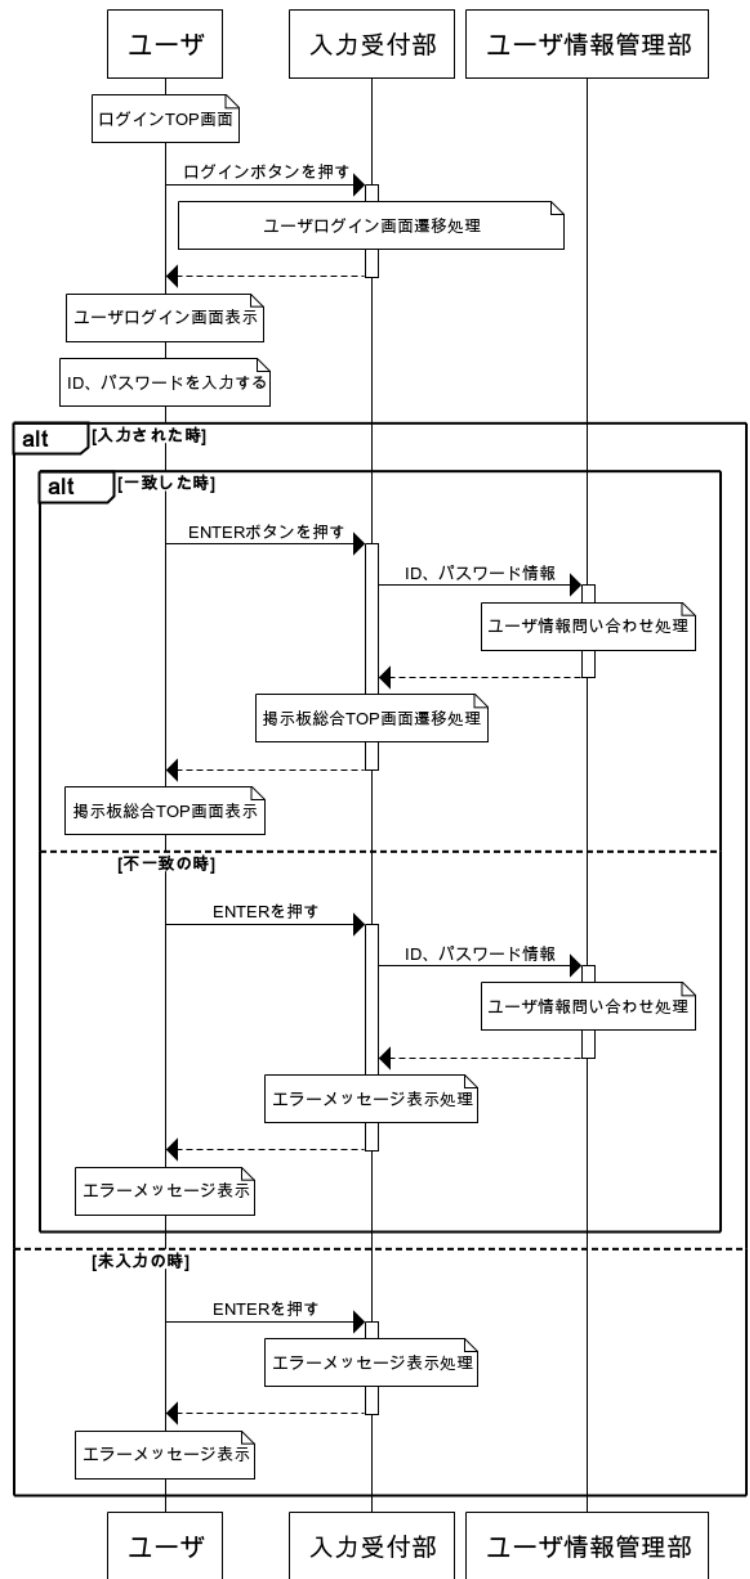 ユーザ
入力受付部
ユーザ情報管理部
ログインTOP画面
ログインボタンを押す
ユーザログイン画面遷移処理
ユーザログイン画面表示
ID、パスワードを入力する
alt
[入力された時]
alt
[一致した時]
ENTERボタンを押す
ID、パスワード情報
ユーザ情報問い合わせ処理
掲示板総合TOP画面遷移処理
掲示板総合TOP画面表示
[不一致の時]
ENTERを押す
ID、パスワード情報
ユーザ情報問い合わせ処理
エラーメッセージ表示処理
エラーメッセージ表示
[未入力の時]
ENTERを押す
エラーメッセージ表示処理
エラーメッセージ表示
ユーザ
入力受付部
ユーザ情報管理部